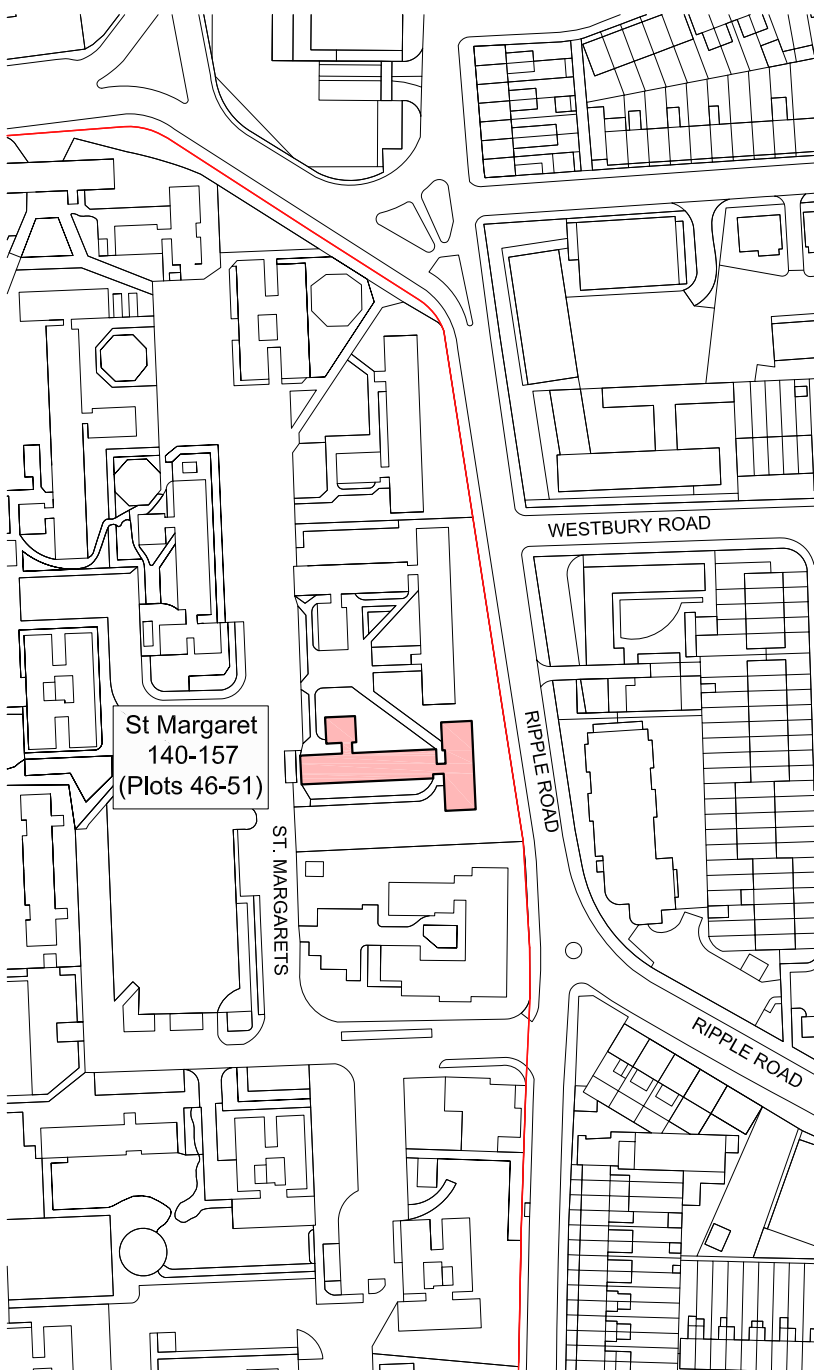 WESTBURY ROAD
St Margaret
140-157
(Plots 46-51)
RIPPLE ROAD
ST. MARGARETS
RIPPLE ROAD